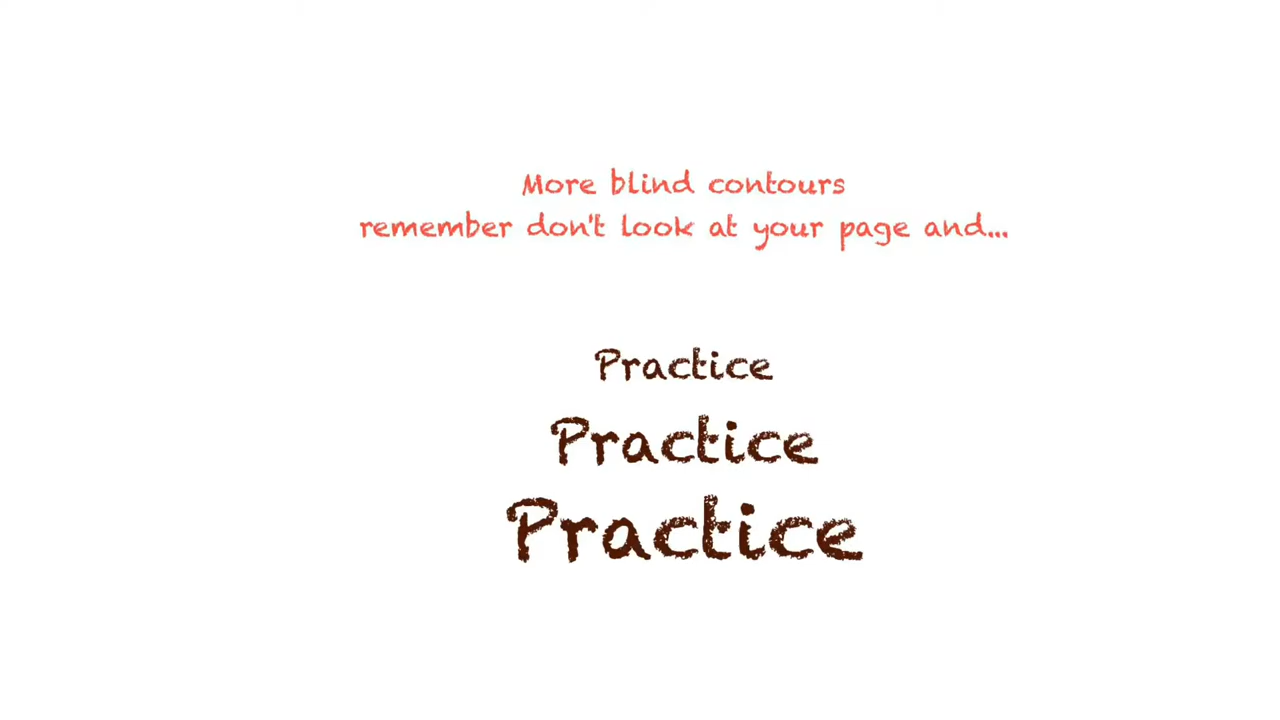 More blind contours
remember don't look at your page and...
Practice
Practice
Practice